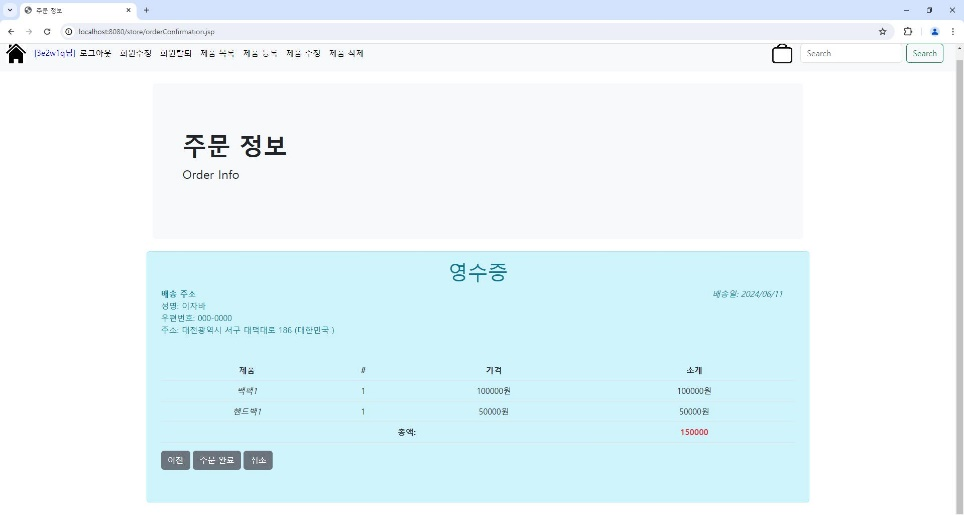 주문 정보
localhost:8080/store/orderConfirmation.jsp
[3e2w1q님] 로그아웃 회원수정 회원탈퇴 제품 목록 제품 등록 제품 수정 제품 삭제 Search Search
주문 정보
Order Info
영수증
배송 주소
배송일: 2024/06/11
성명: 이자바
우편번호: 000-0000
주소: 대전광역시 서구 대덕대로 186 (대한민국 )
제품 # 가격 소계
백팩1 1 100000원 100000원
핸드백1 1 50000원 50000원
총액: 150000
이전 주문 완료 취소